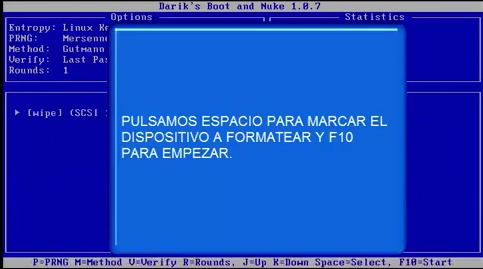 Darik's Boot and Nuke 1.0.7
Options
Statistics
Entropy: Linux Ke
PRNG: Mersenn
Method: Gutmann
Verify: Last Pas
Rounds: 1
PULSAMOS ESPACIO PARA MARCAR EL
DISPOSITIVO A FORMATEAR Y F10
PARA EMPEZAR.
▶ [wipe] (SCSI
P=PRNG M=Method V=Verify R=Rounds, J=Up K=Down Space=Select, F10=Start